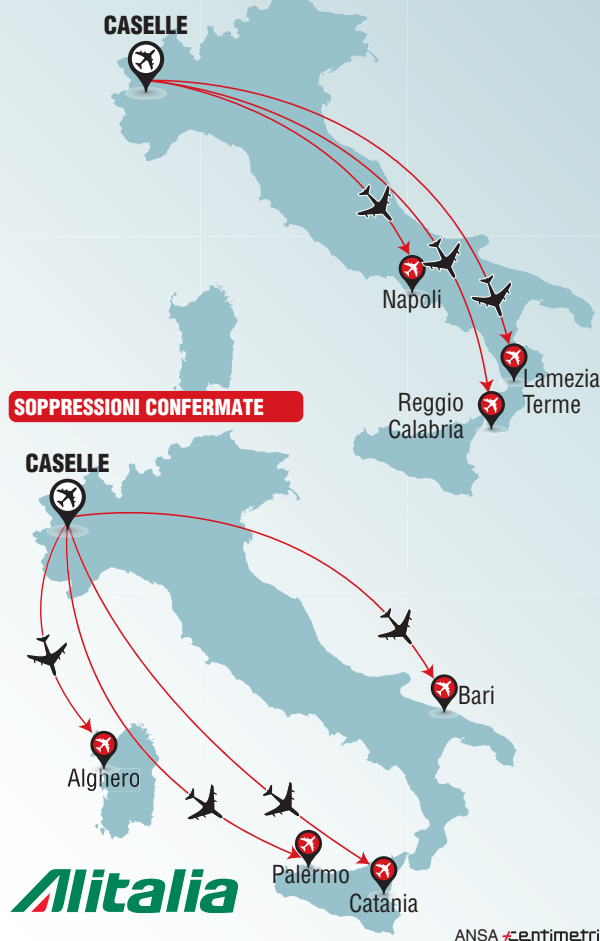 CASELLE
Napoli
Lamezia
Terme
Reggio
Calabria
SOPPRESSIONI CONFERMATE
CASELLE
Bari
Alghero
Palermo
Catania
Alitalia
ANSA centimetri